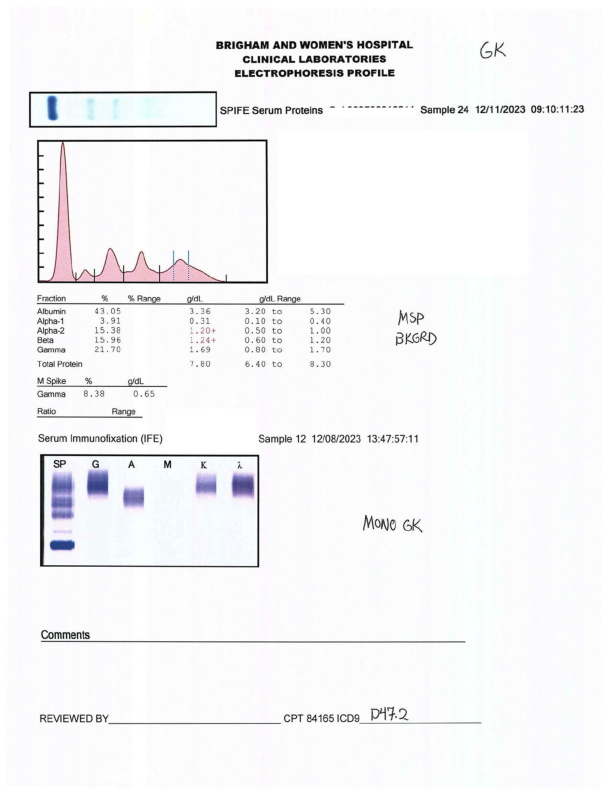 BRIGHAM AND WOMEN'S HOSPITAL
CLINICAL LABORATORIES
ELECTROPHORESIS PROFILE
GK
SPIFE Serum Proteins Sample 24 12/11/2023 09:10:11:23
Fraction % % Range g/dL g/dL Range
Albumin 43.05 3.36 3.20 to 5.30
Alpha-1 3.91 0.31 0.10 to 0.40
Alpha-2 15.38 1.20+ 0.50 to 1.00
Beta 15.96 1.24+ 0.60 to 1.20
Gamma 21.70 1.69 0.80 to 1.70
Total Protein 7.80 6.40 to 8.30
MSP
BKGRD
M Spike % g/dL
Gamma 8.38 0.65
Ratio Range
Serum Immunofixation (IFE) Sample 12 12/08/2023 13:47:57:11
SP G A M K λ
MONO GK
Comments
REVIEWED BY CPT 84165 ICD9 D47.2